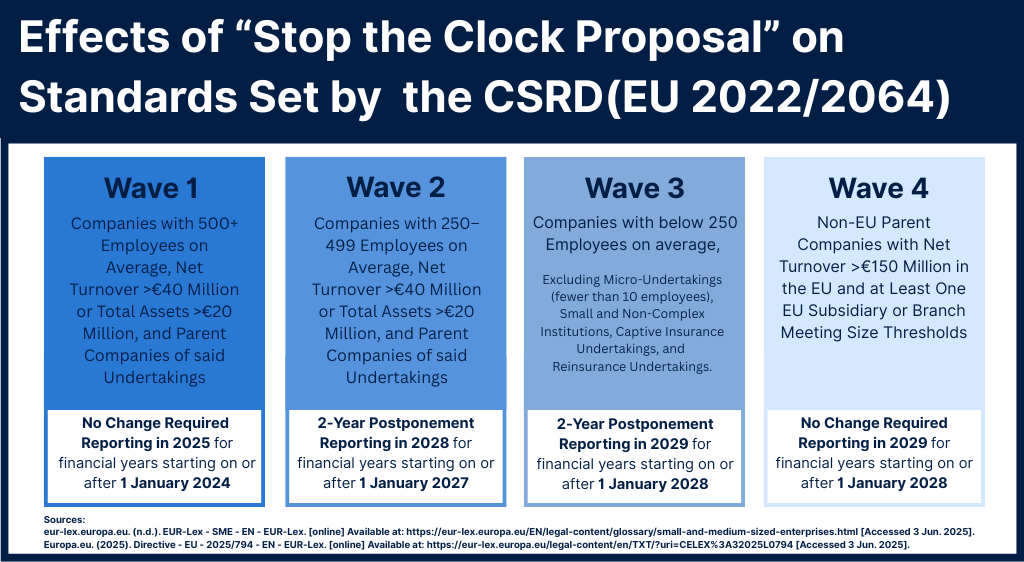 Effects of “Stop the Clock Proposal” on
Standards Set by the CSRD(EU 2022/2064)
Wave 1
Companies with 500+
Employees on
Average, Net
Turnover >€40 Million
or Total Assets >€20
Million, and Parent
Companies of said
Undertakings
No Change Required
Reporting in 2025 for
financial years starting on or
after 1 January 2024
Wave 2
Companies with 250–
499 Employees on
Average, Net
Turnover >€40 Million
or Total Assets >€20
Million, and Parent
Companies of said
Undertakings
2-Year Postponement
Reporting in 2028 for
financial years starting on or
after 1 January 2027
Wave 3
Companies with below 250
Employees on average,
Excluding Micro-Undertakings
(fewer than 10 employees),
Small and Non-Complex
Institutions, Captive Insurance
Undertakings, and
Reinsurance Undertakings.
2-Year Postponement
Reporting in 2029 for
financial years starting on or
after 1 January 2028
Wave 4
Non-EU Parent
Companies with Net
Turnover >€150 Million in
the EU and at Least One
EU Subsidiary or Branch
Meeting Size Thresholds
No Change Required
Reporting in 2029 for
financial years starting on or
after 1 January 2028
Sources:
eur-lex.europa.eu. (n.d.). EUR-Lex - SME - EN - EUR-Lex. [online] Available at: https://eur-lex.europa.eu/EN/legal-content/glossary/small-and-medium-sized-enterprises.html [Accessed 3 Jun. 2025].
Europa.eu. (2025). Directive - EU - 2025/794 - EN - EUR-Lex. [online] Available at: https://eur-lex.europa.eu/legal-content/en/TXT/?uri=CELEX%3A32025L0794 [Accessed 3 Jun. 2025].